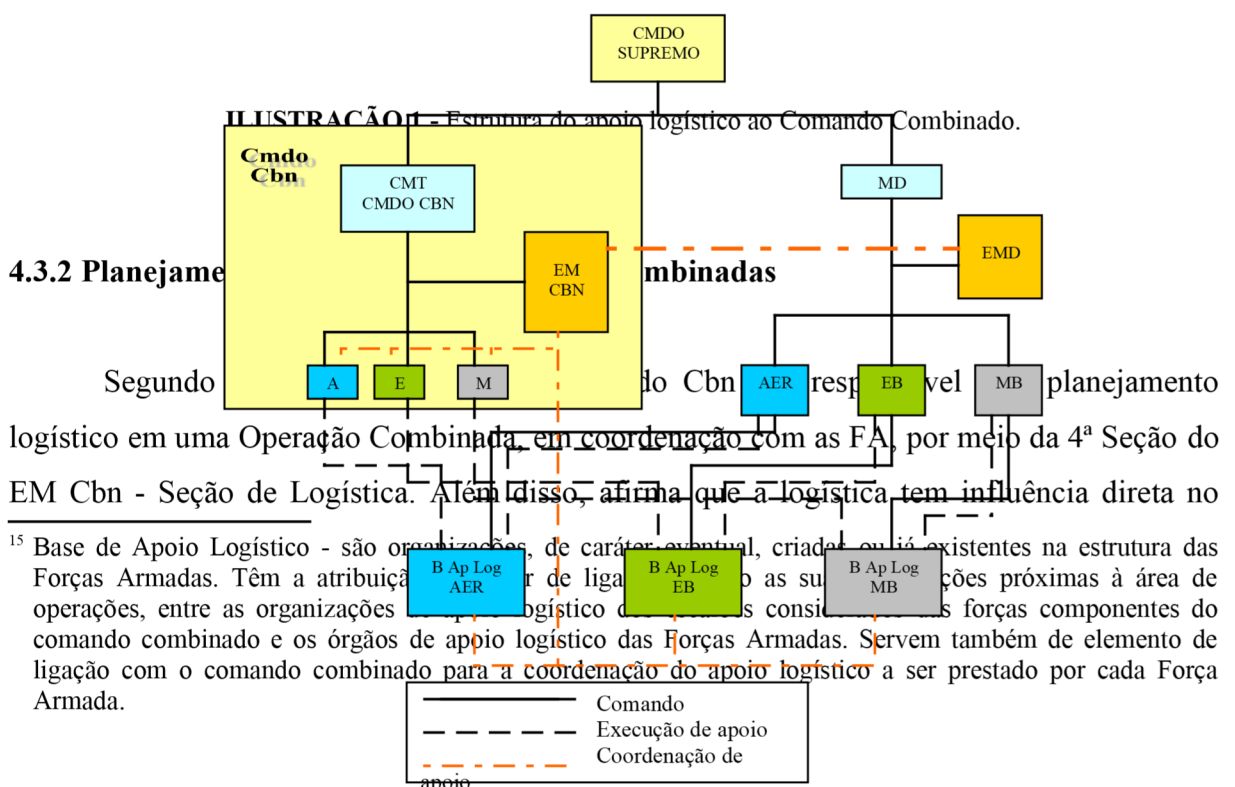 CMDO
SUPREMO
ILUSTRAÇÃO 1 - Estrutura do apoio logístico ao Comando Combinado.
Cmdo
Cbn
CMT
CMDO CBN
MD
EM
CBN
EMD
4.3.2 mbinadas
A
E
M
AER
EB
MB
Segundo do Cbn planejamento
logístico em uma Operação Combinada, em coordenação com as FA, por meio da 4ª Seção do
EM Cbn - Seção de Logística. Além disso, afirma que a logística tem influência direta no
15 Base de Apoio Logístico - são organizações, de caráter eventual, criadas ou já existentes na estrutura das
Forças Armadas. Têm a de as próximas à área de
operações, entre as organizações forças componentes do
comando combinado e os órgãos de apoio logístico das Forças Armadas. Servem também de elemento de
ligação com o comando combinado para a coordenação do apoio logístico a ser prestado por cada Força
Armada.
B Ap Log
AER
B Ap Log
EB
B Ap Log
MB
Comando
Execução de apoio
Coordenação de
apoio